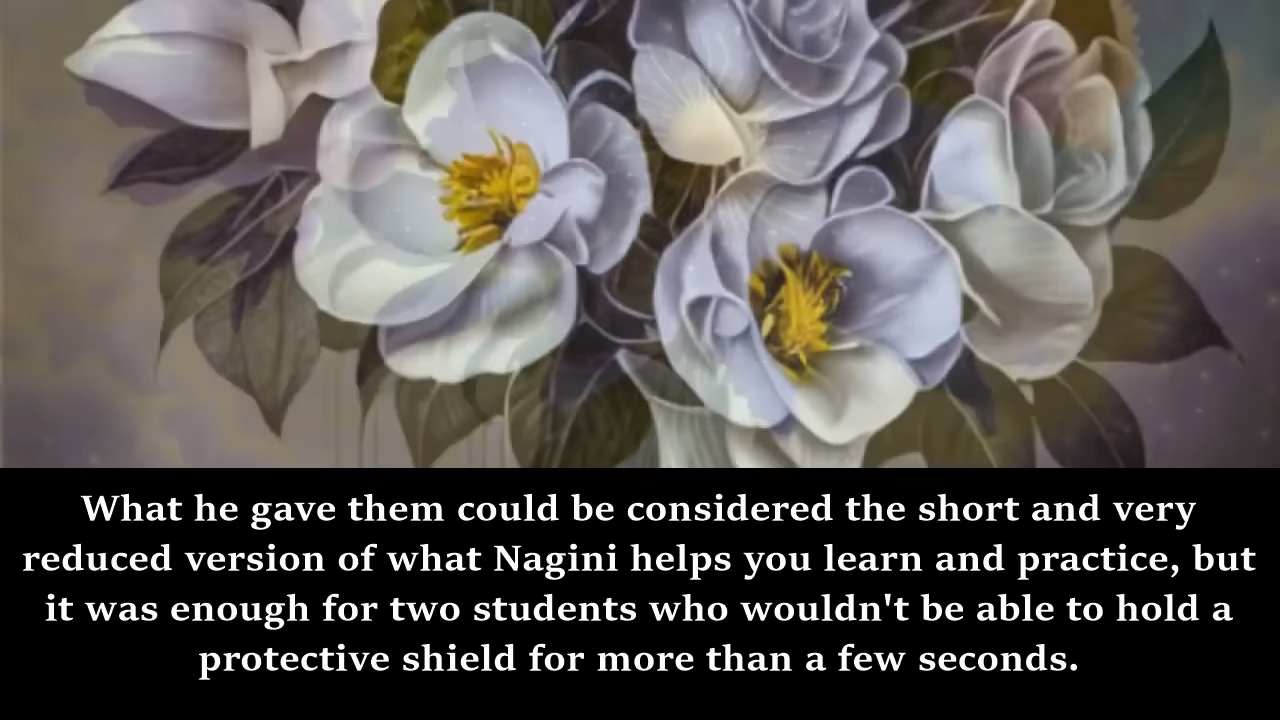 What he gave them could be considered the short and very
reduced version of what Nagini helps you learn and practice, but
it was enough for two students who wouldn't be able to hold a
protective shield for more than a few seconds.